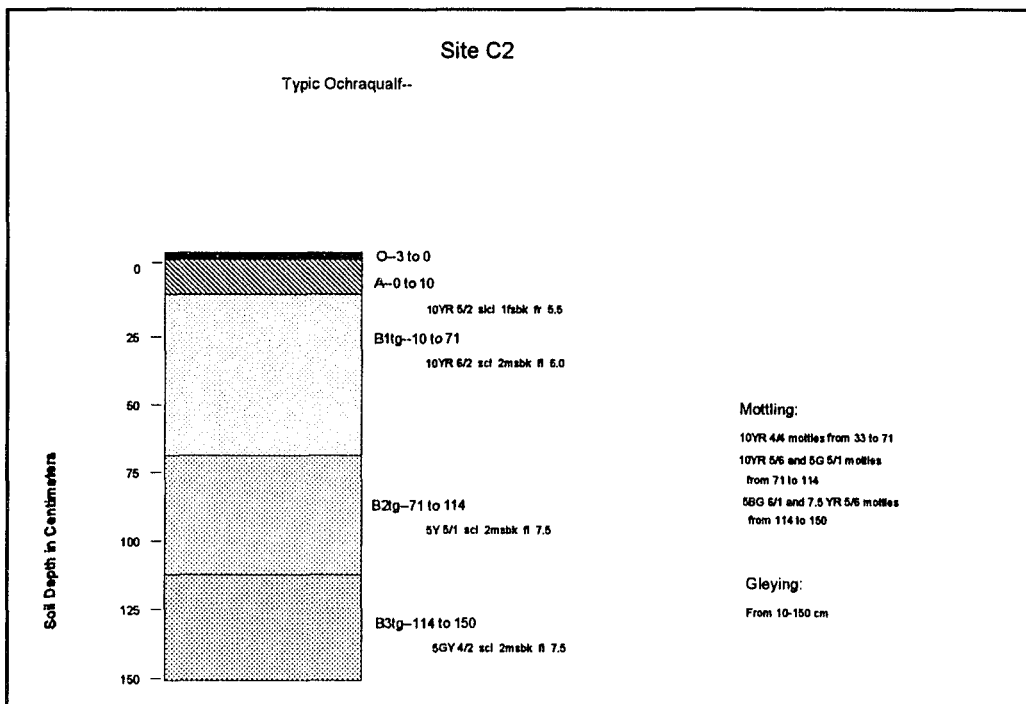 Site C2
Typic Ochraqualf--
O--3 to 0
0
A--0 to 10
10YR 5/2 sicl 1fsbk fr 5.5
25
B1tg--10 to 71
10YR 6/2 scl 2msbk fi 6.0
50
Mottling:
10YR 4/4 mottles from 33 to 71
10YR 5/6 and 5G 5/1 mottles
from 71 to 114
5BG 6/1 and 7.5 YR 5/6 mottles
from 114 to 150
75
B2tg--71 to 114
5Y 5/1 scl 2msbk fi 7.5
100
Soil Depth in Centimeters
Gleying:
From 10-150 cm
125
B3tg--114 to 150
5GY 4/2 scl 2msbk fi 7.5
150